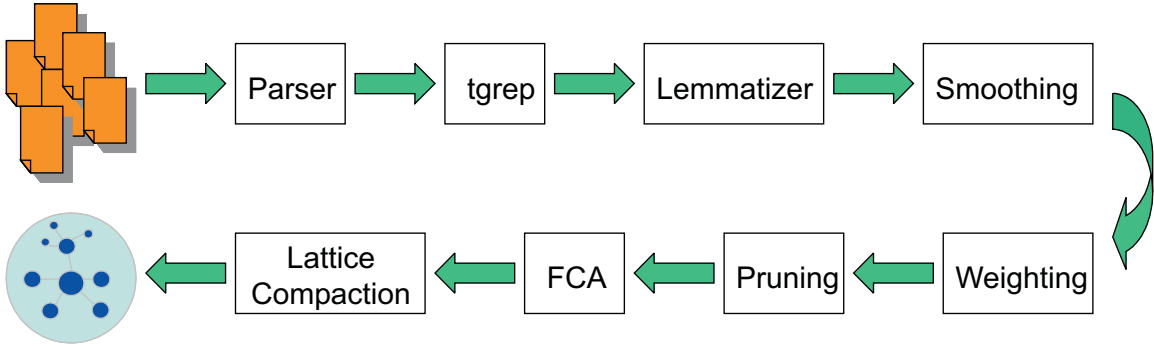 Parser
tgrep
Lemmatizer
Smoothing
Weighting
Pruning
FCA
Lattice
Compaction